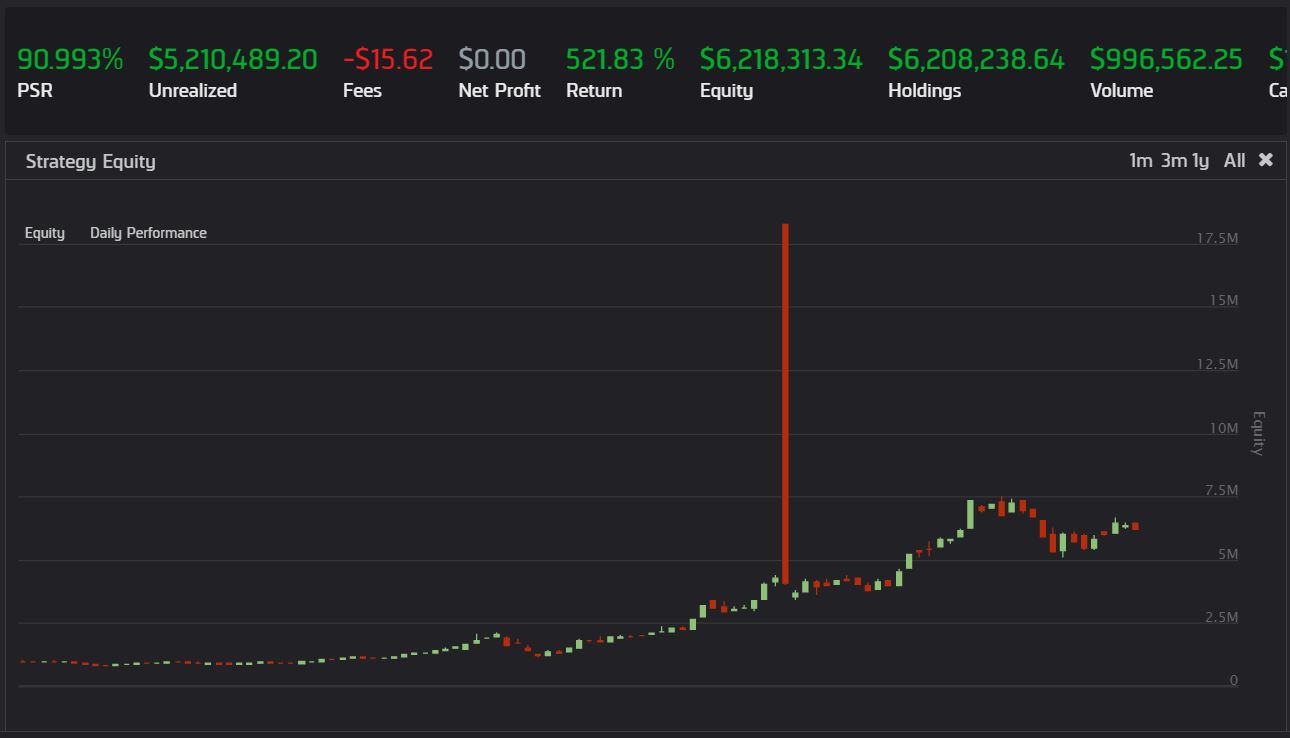 90.993% $5,210,489.20 -$15.62 $0.00 521.83 % $6,218,313.34 $6,208,238.64 $996,562.25 $
PSR Unrealized Fees Net Profit Return Equity Holdings Volume Ca
Strategy Equity 1m 3m 1y All ✖
Equity Daily Performance
17.5M
15M
12.5M
10M
Equity
7.5M
5M
2.5M
0